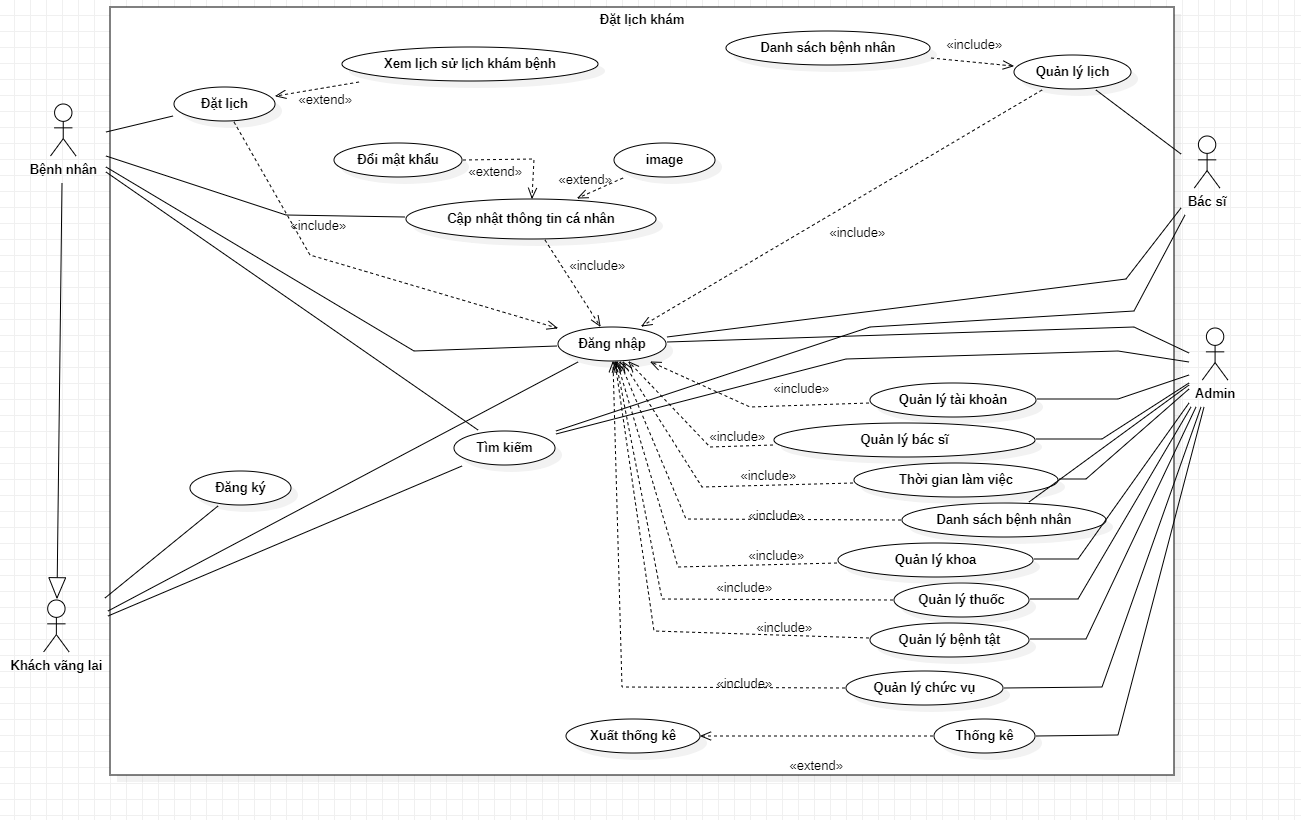 Đặt lịch khám
Danh sách bệnh nhân
«include»
Xem lịch sử lịch khám bệnh
Quản lý lịch
«extend»
Đặt lịch
Bệnh nhân
Đổi mật khẩu
«extend»
image
«extend»
Bác sĩ
Cập nhật thông tin cá nhân
«include»
«include»
«include»
Đăng nhập
Admin
«include»
Quản lý tài khoản
«include»
Quản lý bác sĩ
Tìm kiếm
«include»
Thời gian làm việc
Đăng ký
«include»
Danh sách bệnh nhân
«include»
Quản lý khoa
«include»
Quản lý thuốc
«include»
Quản lý bệnh tật
Khách vãng lai
«include»
Quản lý chức vụ
Xuất thống kê
Thống kê
«extend»